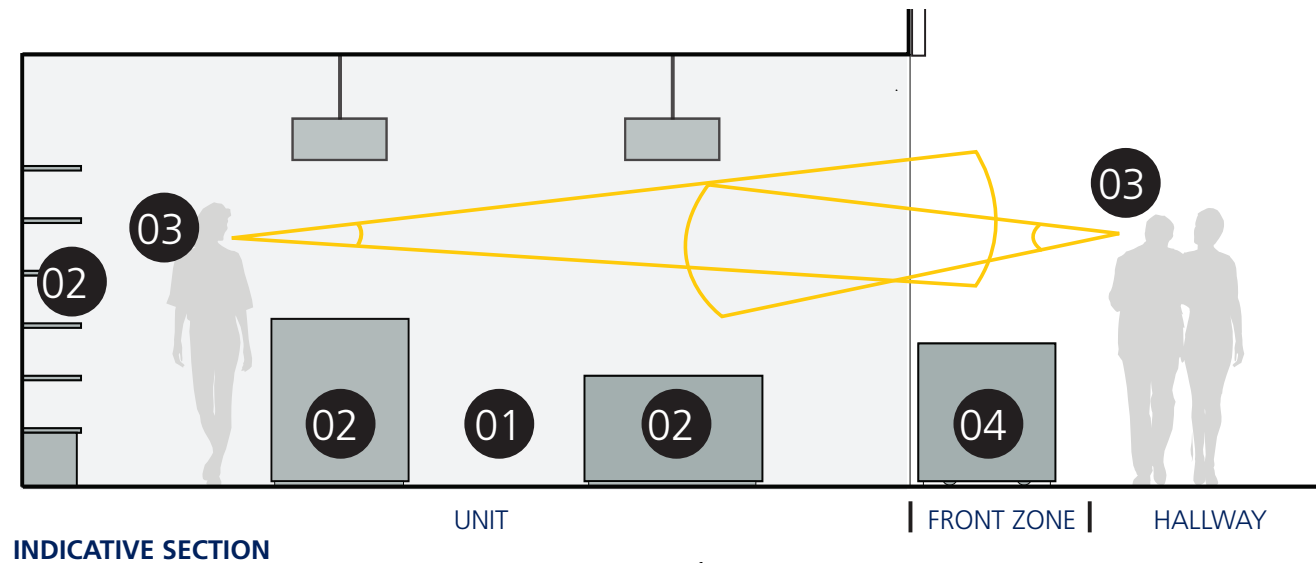 03
03
02
02
01
02
04
UNIT
FRONT ZONE
HALLWAY
INDICATIVE SECTION